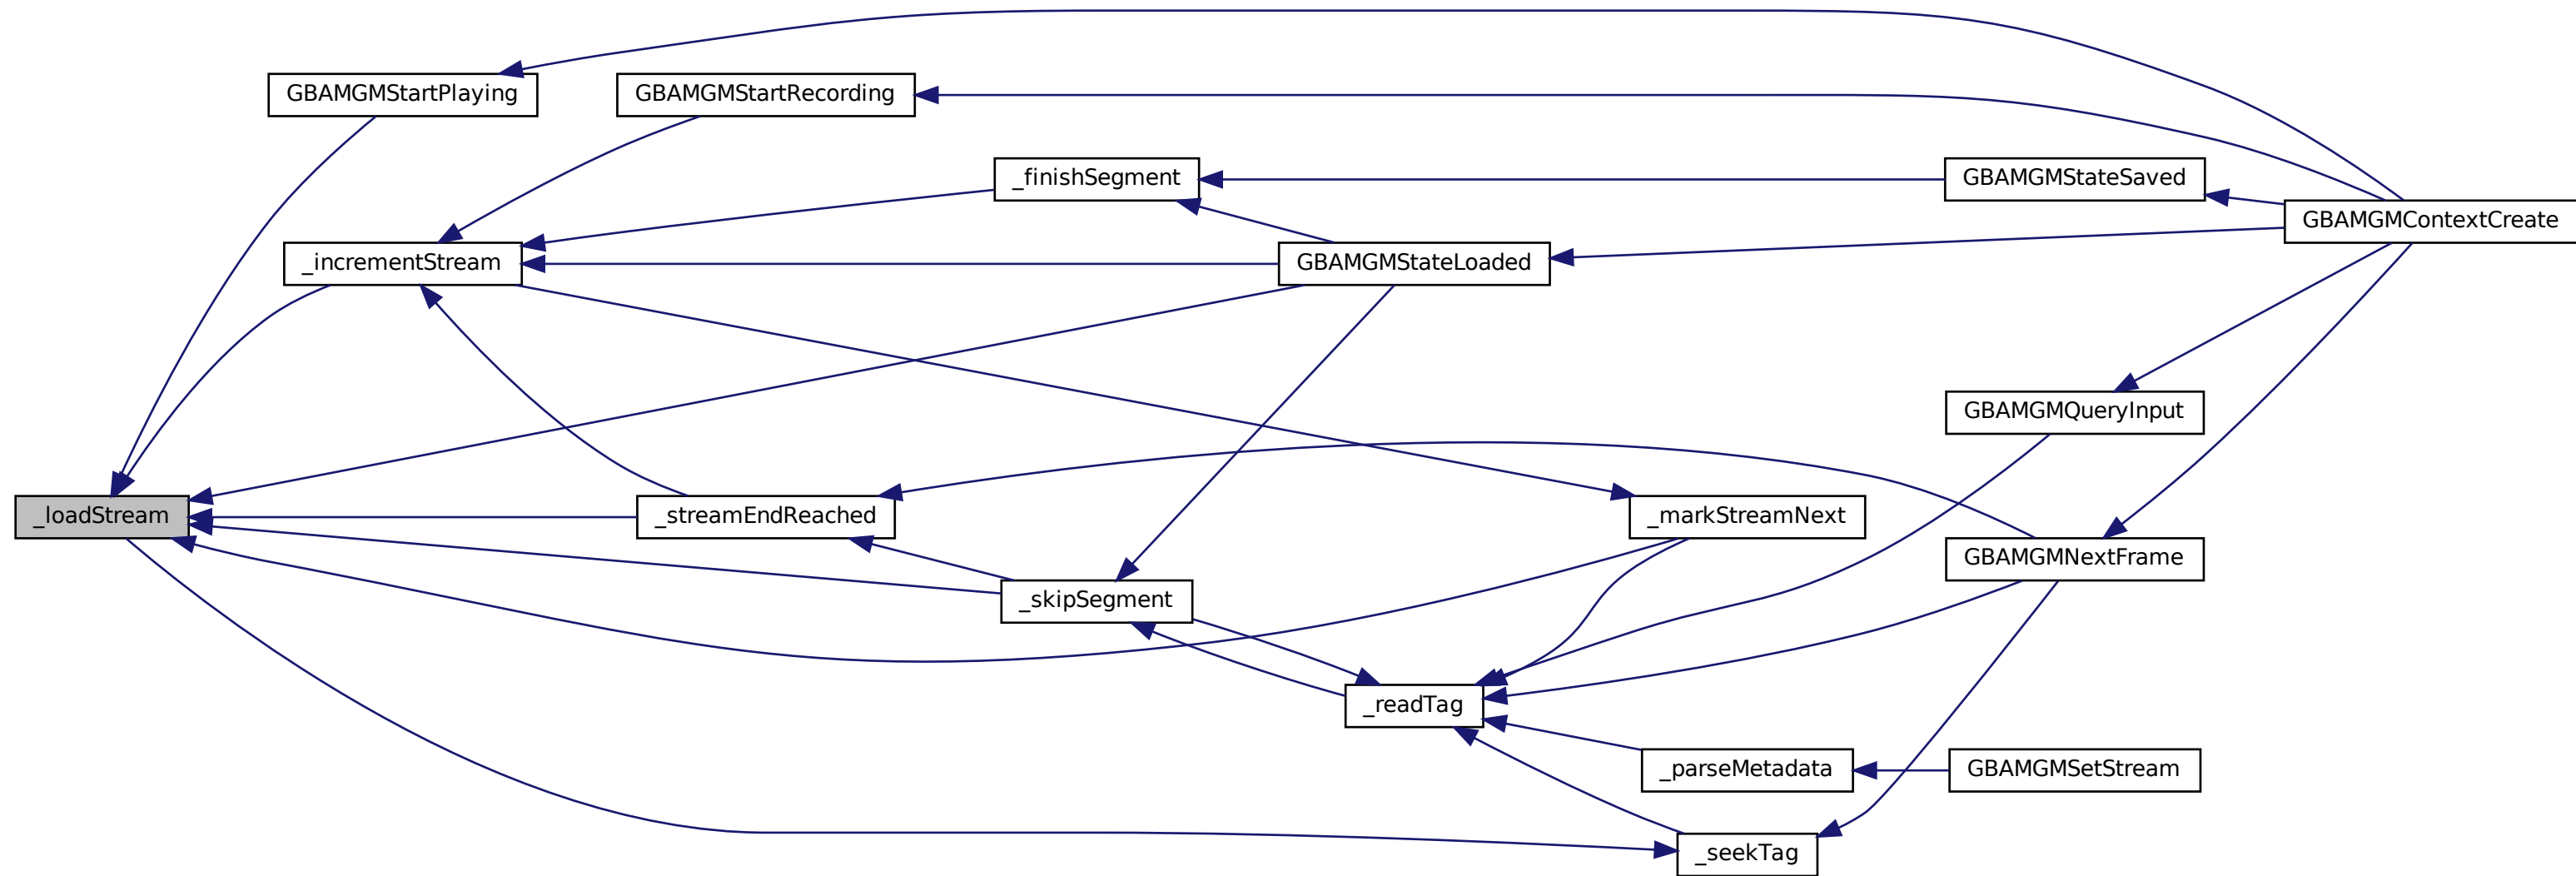 GBAMGMStartPlaying
GBAMGMStartRecording
_finishSegment
GBAMGMStateSaved
GBAMGMContextCreate
_incrementStream
GBAMGMStateLoaded
GBAMGMQueryInput
_loadStream
_streamEndReached
_markStreamNext
GBAMGMNextFrame
_skipSegment
_readTag
_parseMetadata
GBAMGMSetStream
_seekTag